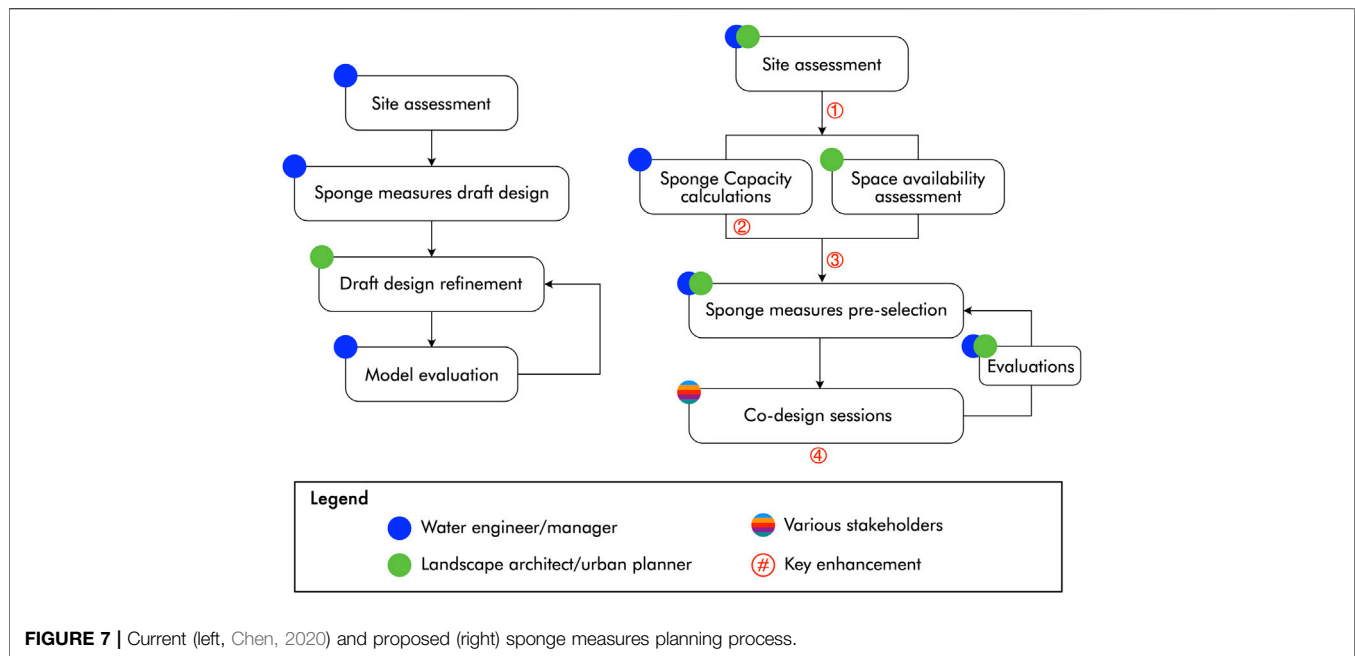 Site assessment
Sponge measures draft design
Draft design refinement
Model evaluation
Site assessment
①
Sponge Capacity
calculations
Space availability
assessment
②
③
Sponge measures pre-selection
Evaluations
Co-design sessions
④
Legend
Water engineer/manager
Various stakeholders
Landscape architect/urban planner
# Key enhancement
FIGURE 7 | Current (left, Chen, 2020) and proposed (right) sponge measures planning process.